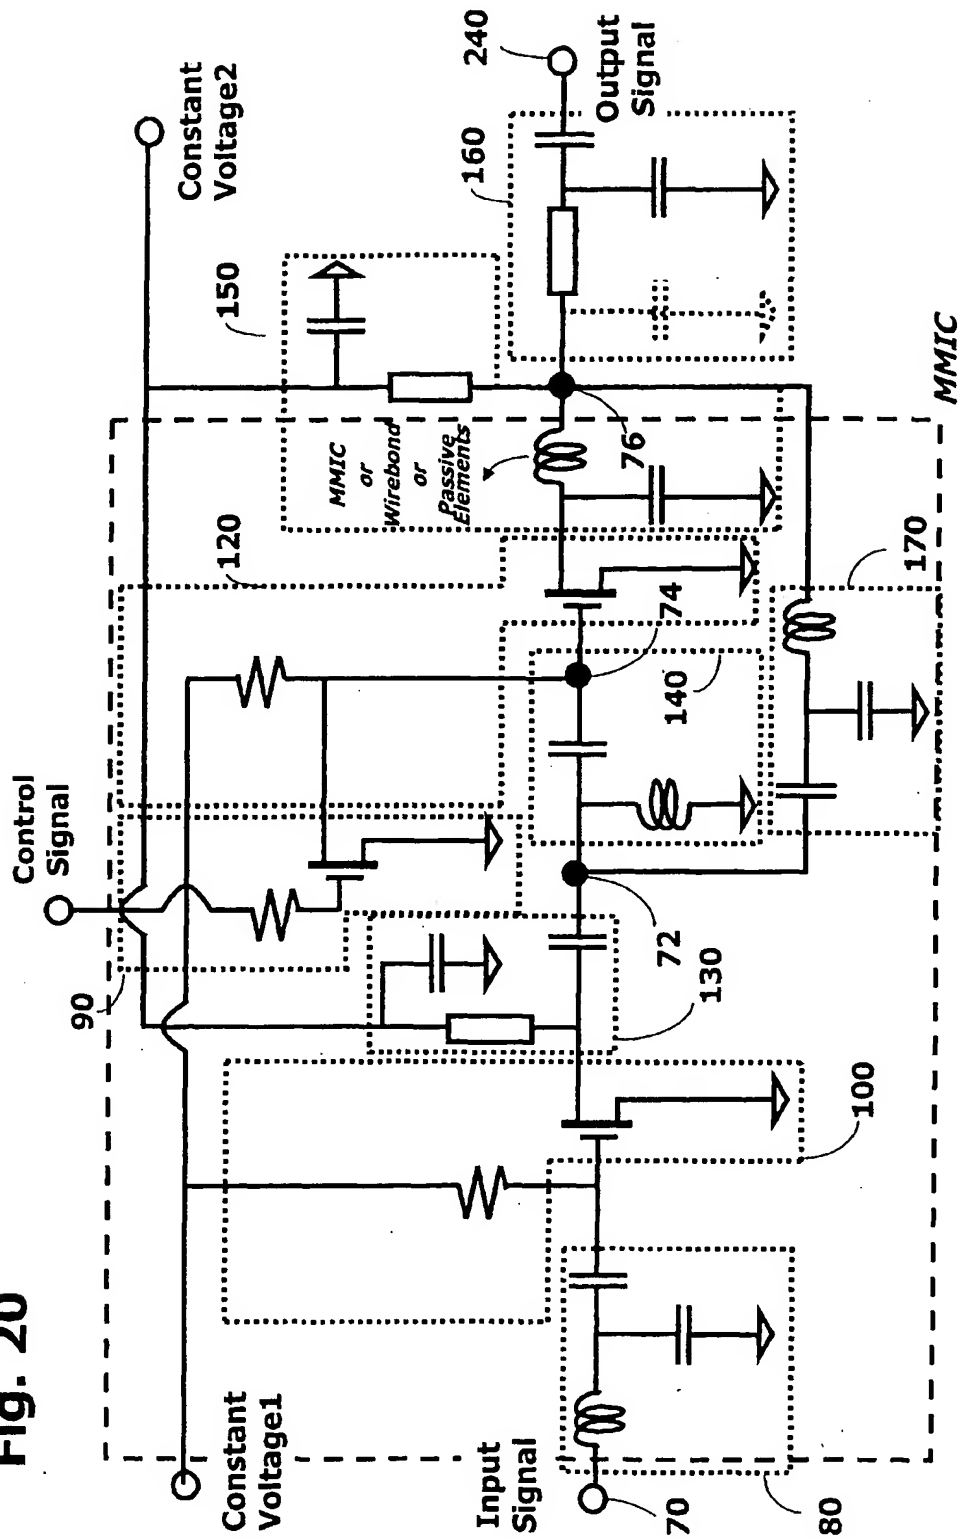 Fig. 20
Control
Signal
Constant
Voltage2
Constant
Voltage1
Input
Signal
Output
Signal
MMIC
or
Wirebond
or
Passive
Elements
MMIC
70
80
90
100
120
130
140
150
160
170
240
72
74
76